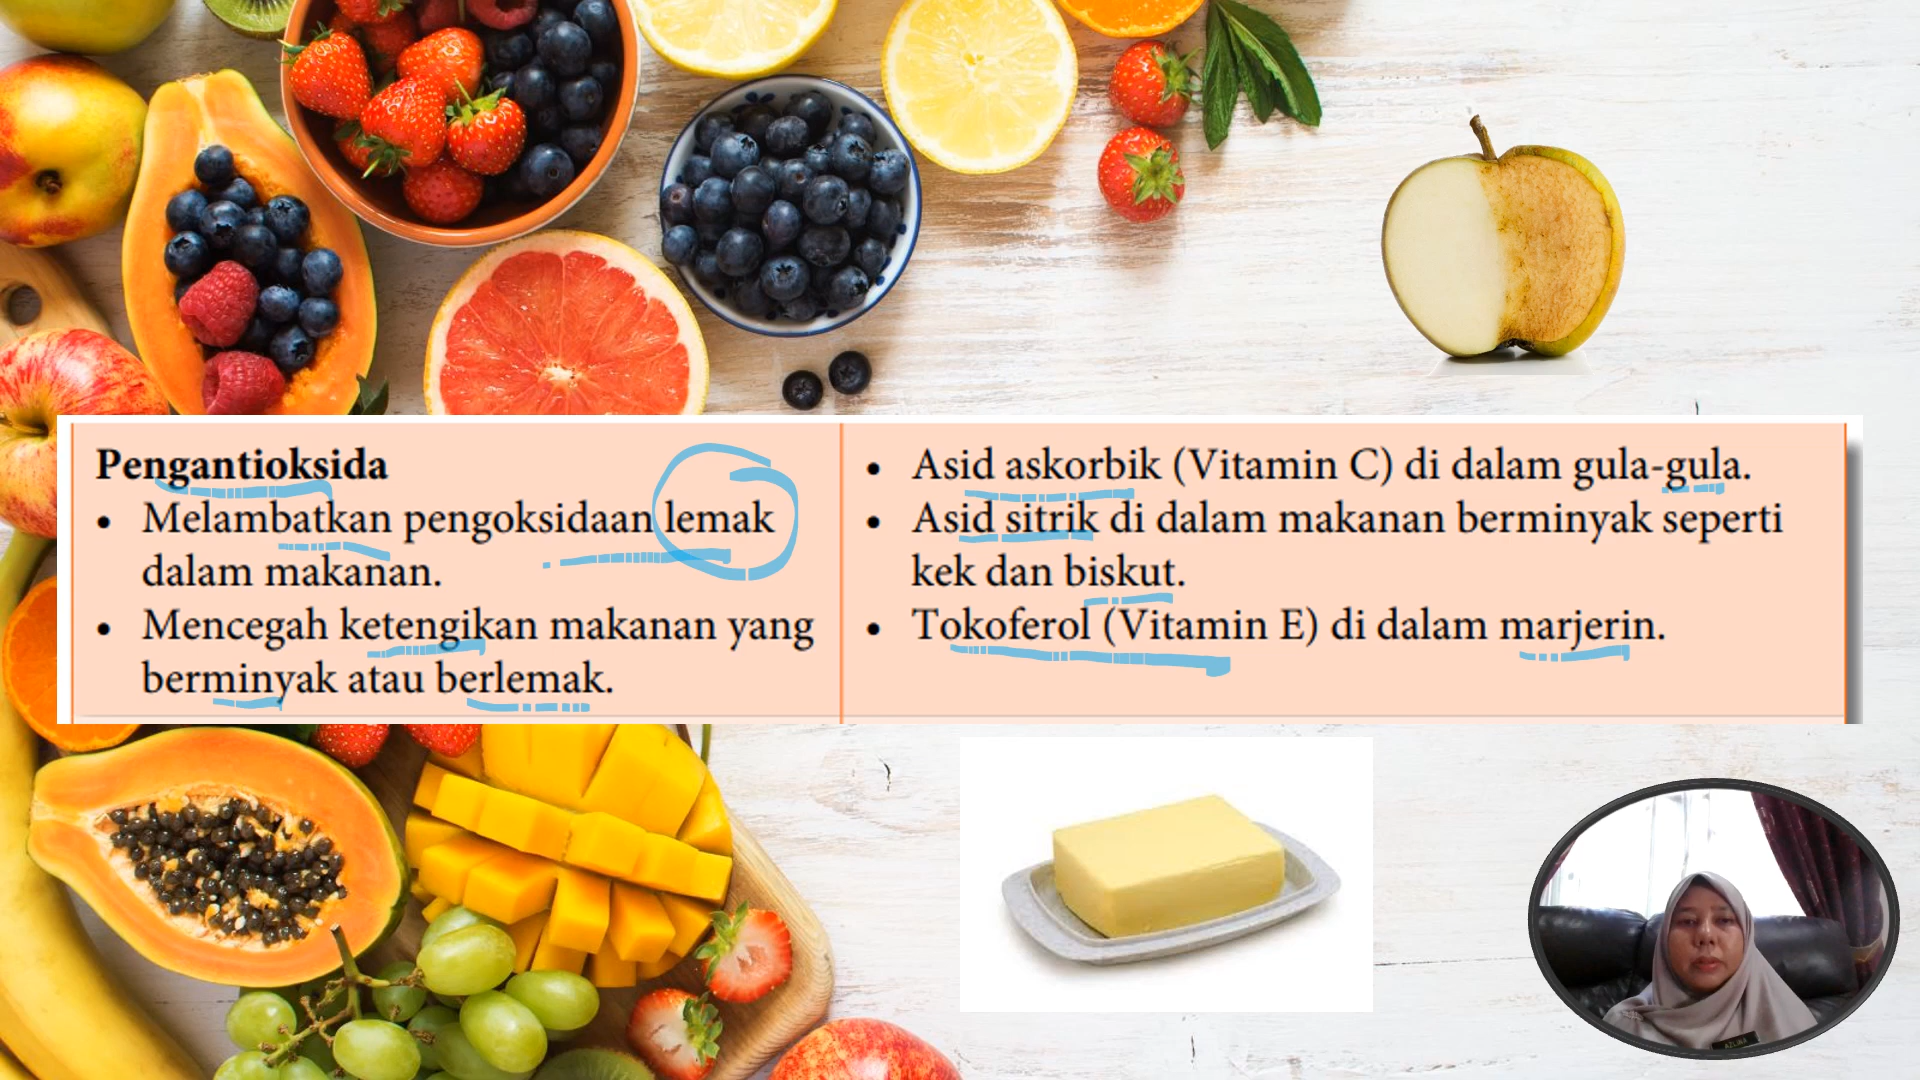 Pengantioksida
• Melambatkan pengoksidaan lemak
dalam makanan.
• Mencegah ketengikan makanan yang
berminyak atau berlemak.
• Asid askorbik (Vitamin C) di dalam gula-gula.
• Asid sitrik di dalam makanan berminyak seperti
kek dan biskut.
• Tokoferol (Vitamin E) di dalam marjerin.
AZLINA